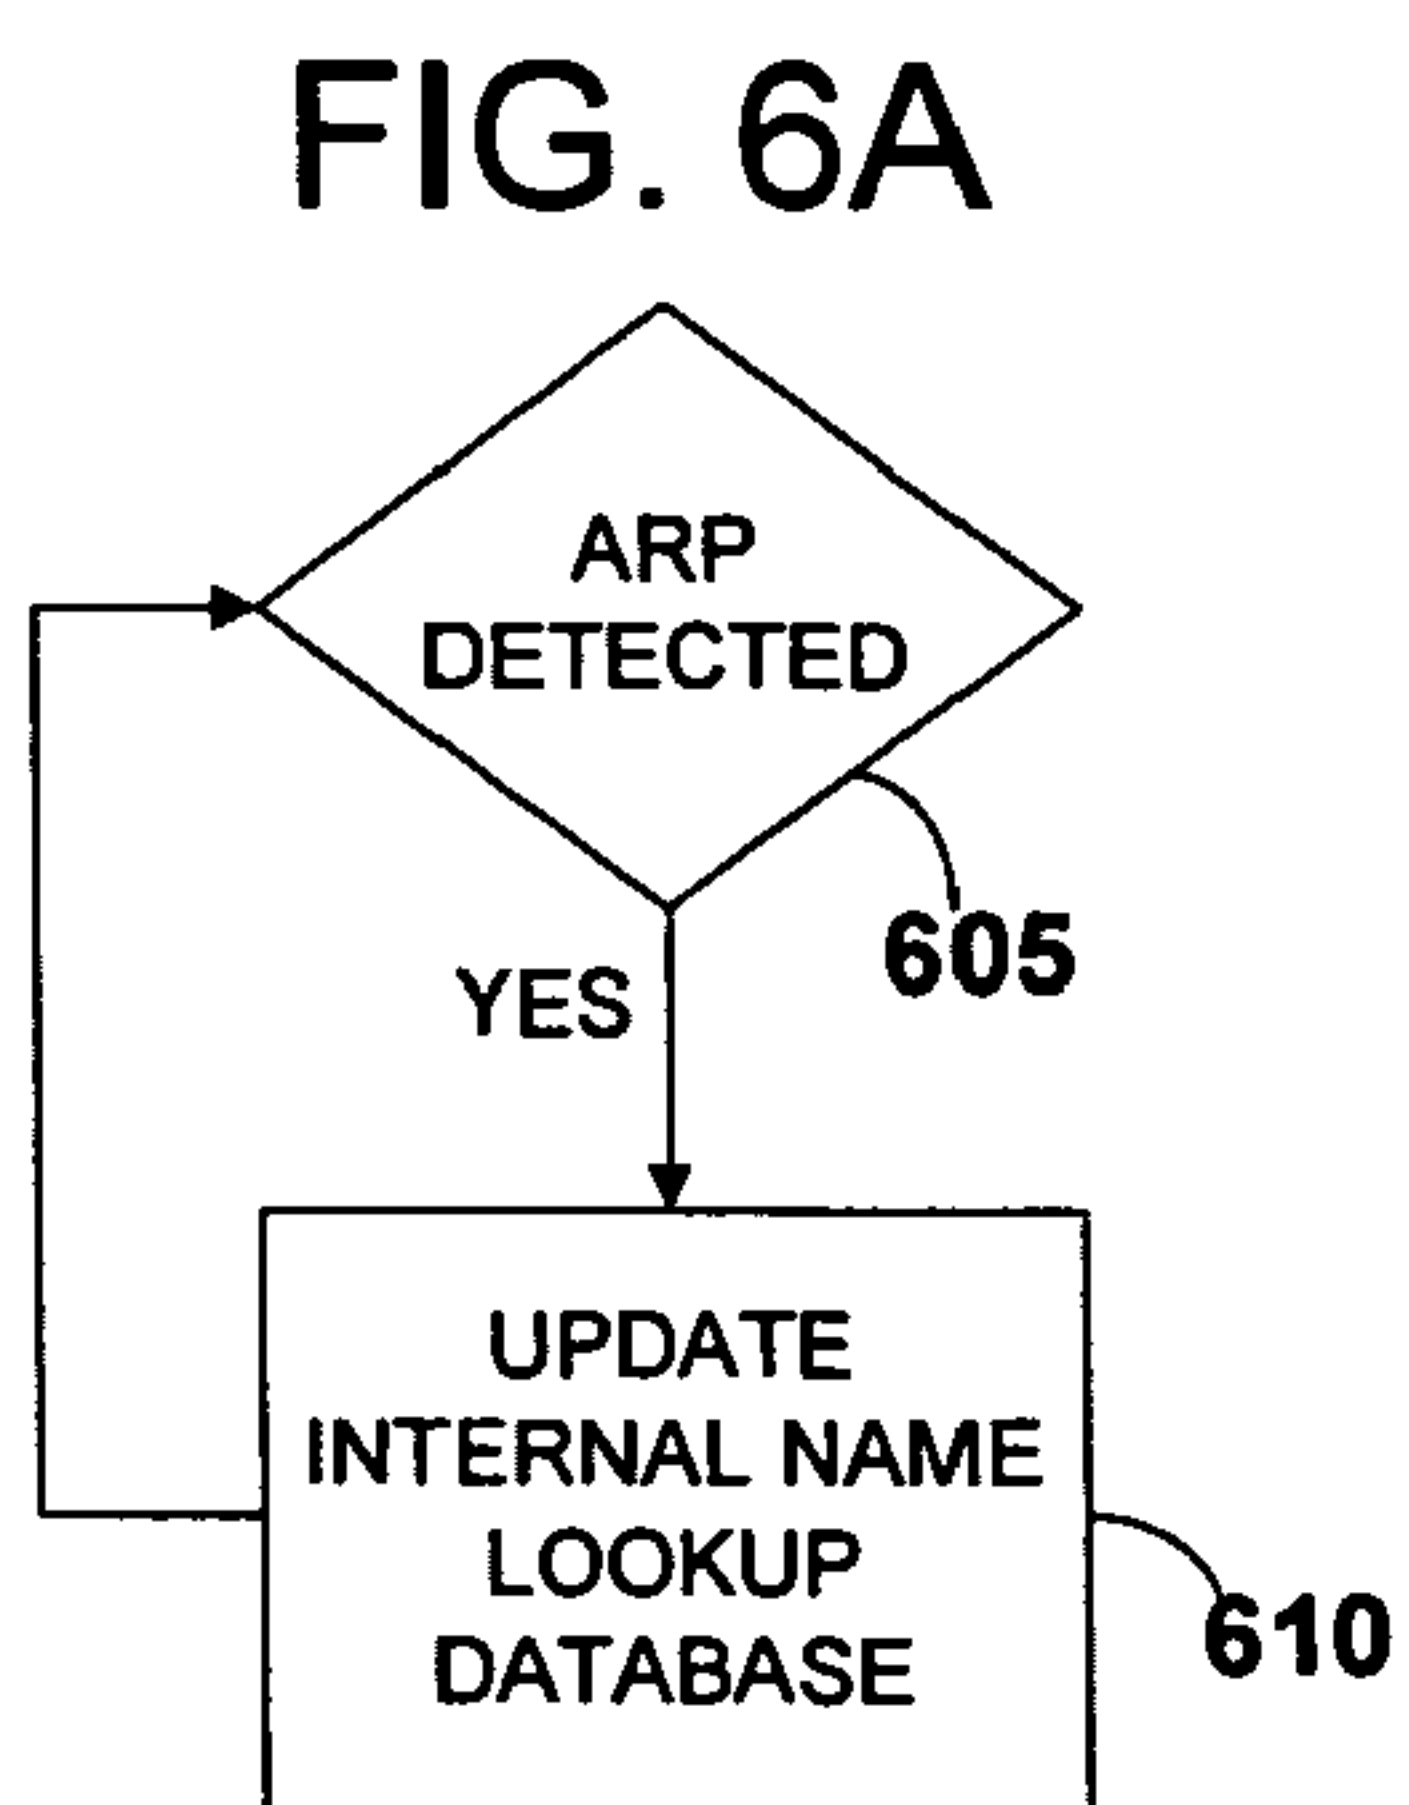 FIG. 6A
ARP
DETECTED
605
YES
UPDATE
INTERNAL NAME
LOOKUP
DATABASE
610